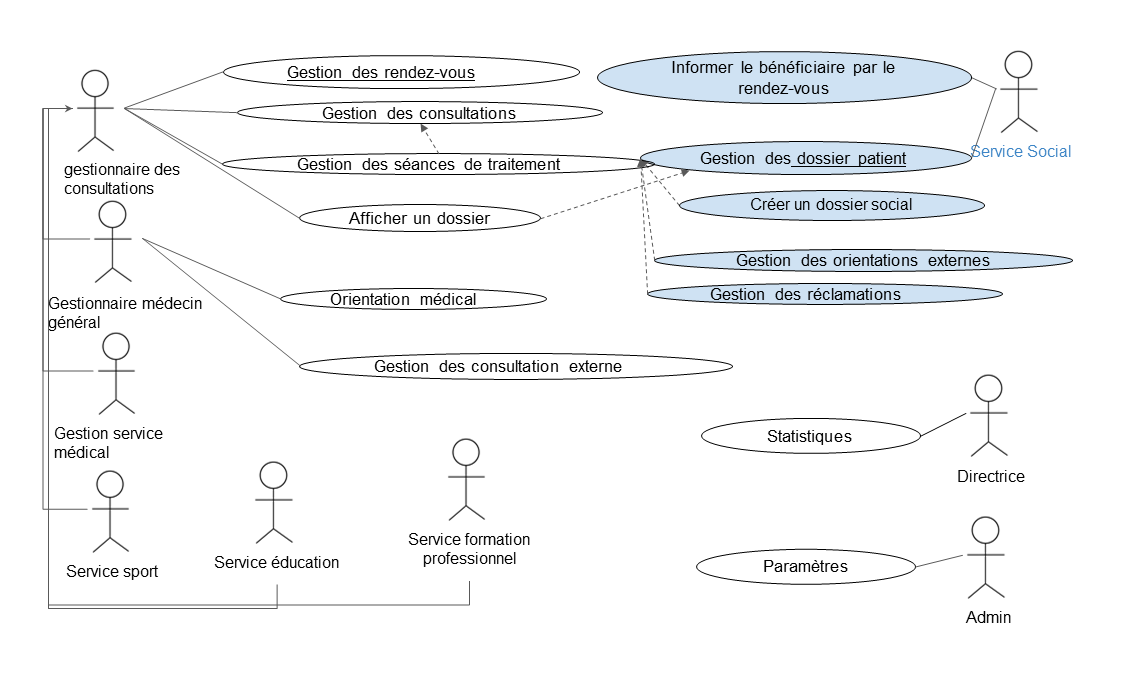 Gestion des rendez-vous
Informer le bénéficiaire par le
rendez-vous
Gestion des consultations
Service Social
gestionnaire des
consultations
Gestion des séances de traitement
Gestion des dossier patient
Afficher un dossier
Créer un dossier social
Gestion des orientations externes
Gestionnaire médecin
général
Orientation médical
Gestion des réclamations
Gestion des consultation externe
Gestion service
médical
Statistiques
Directrice
Service sport
Service éducation
Service formation
professionnel
Paramètres
Admin